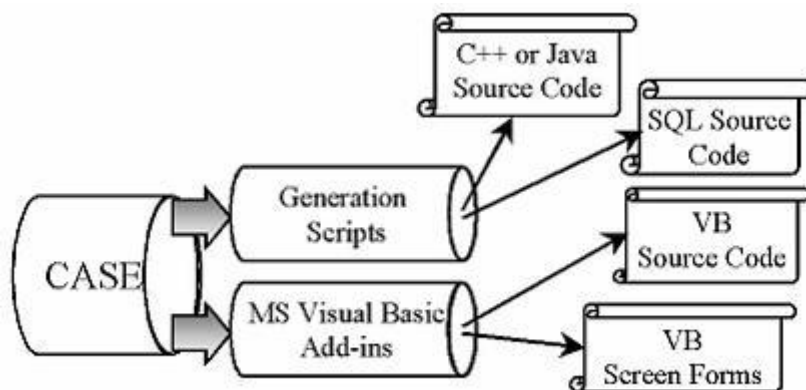 C++ or Java
Source Code
SQL Source
Code
Generation
Scripts
VB
Source Code
CASE
MS Visual Basic
Add-ins
VB
Screen Forms